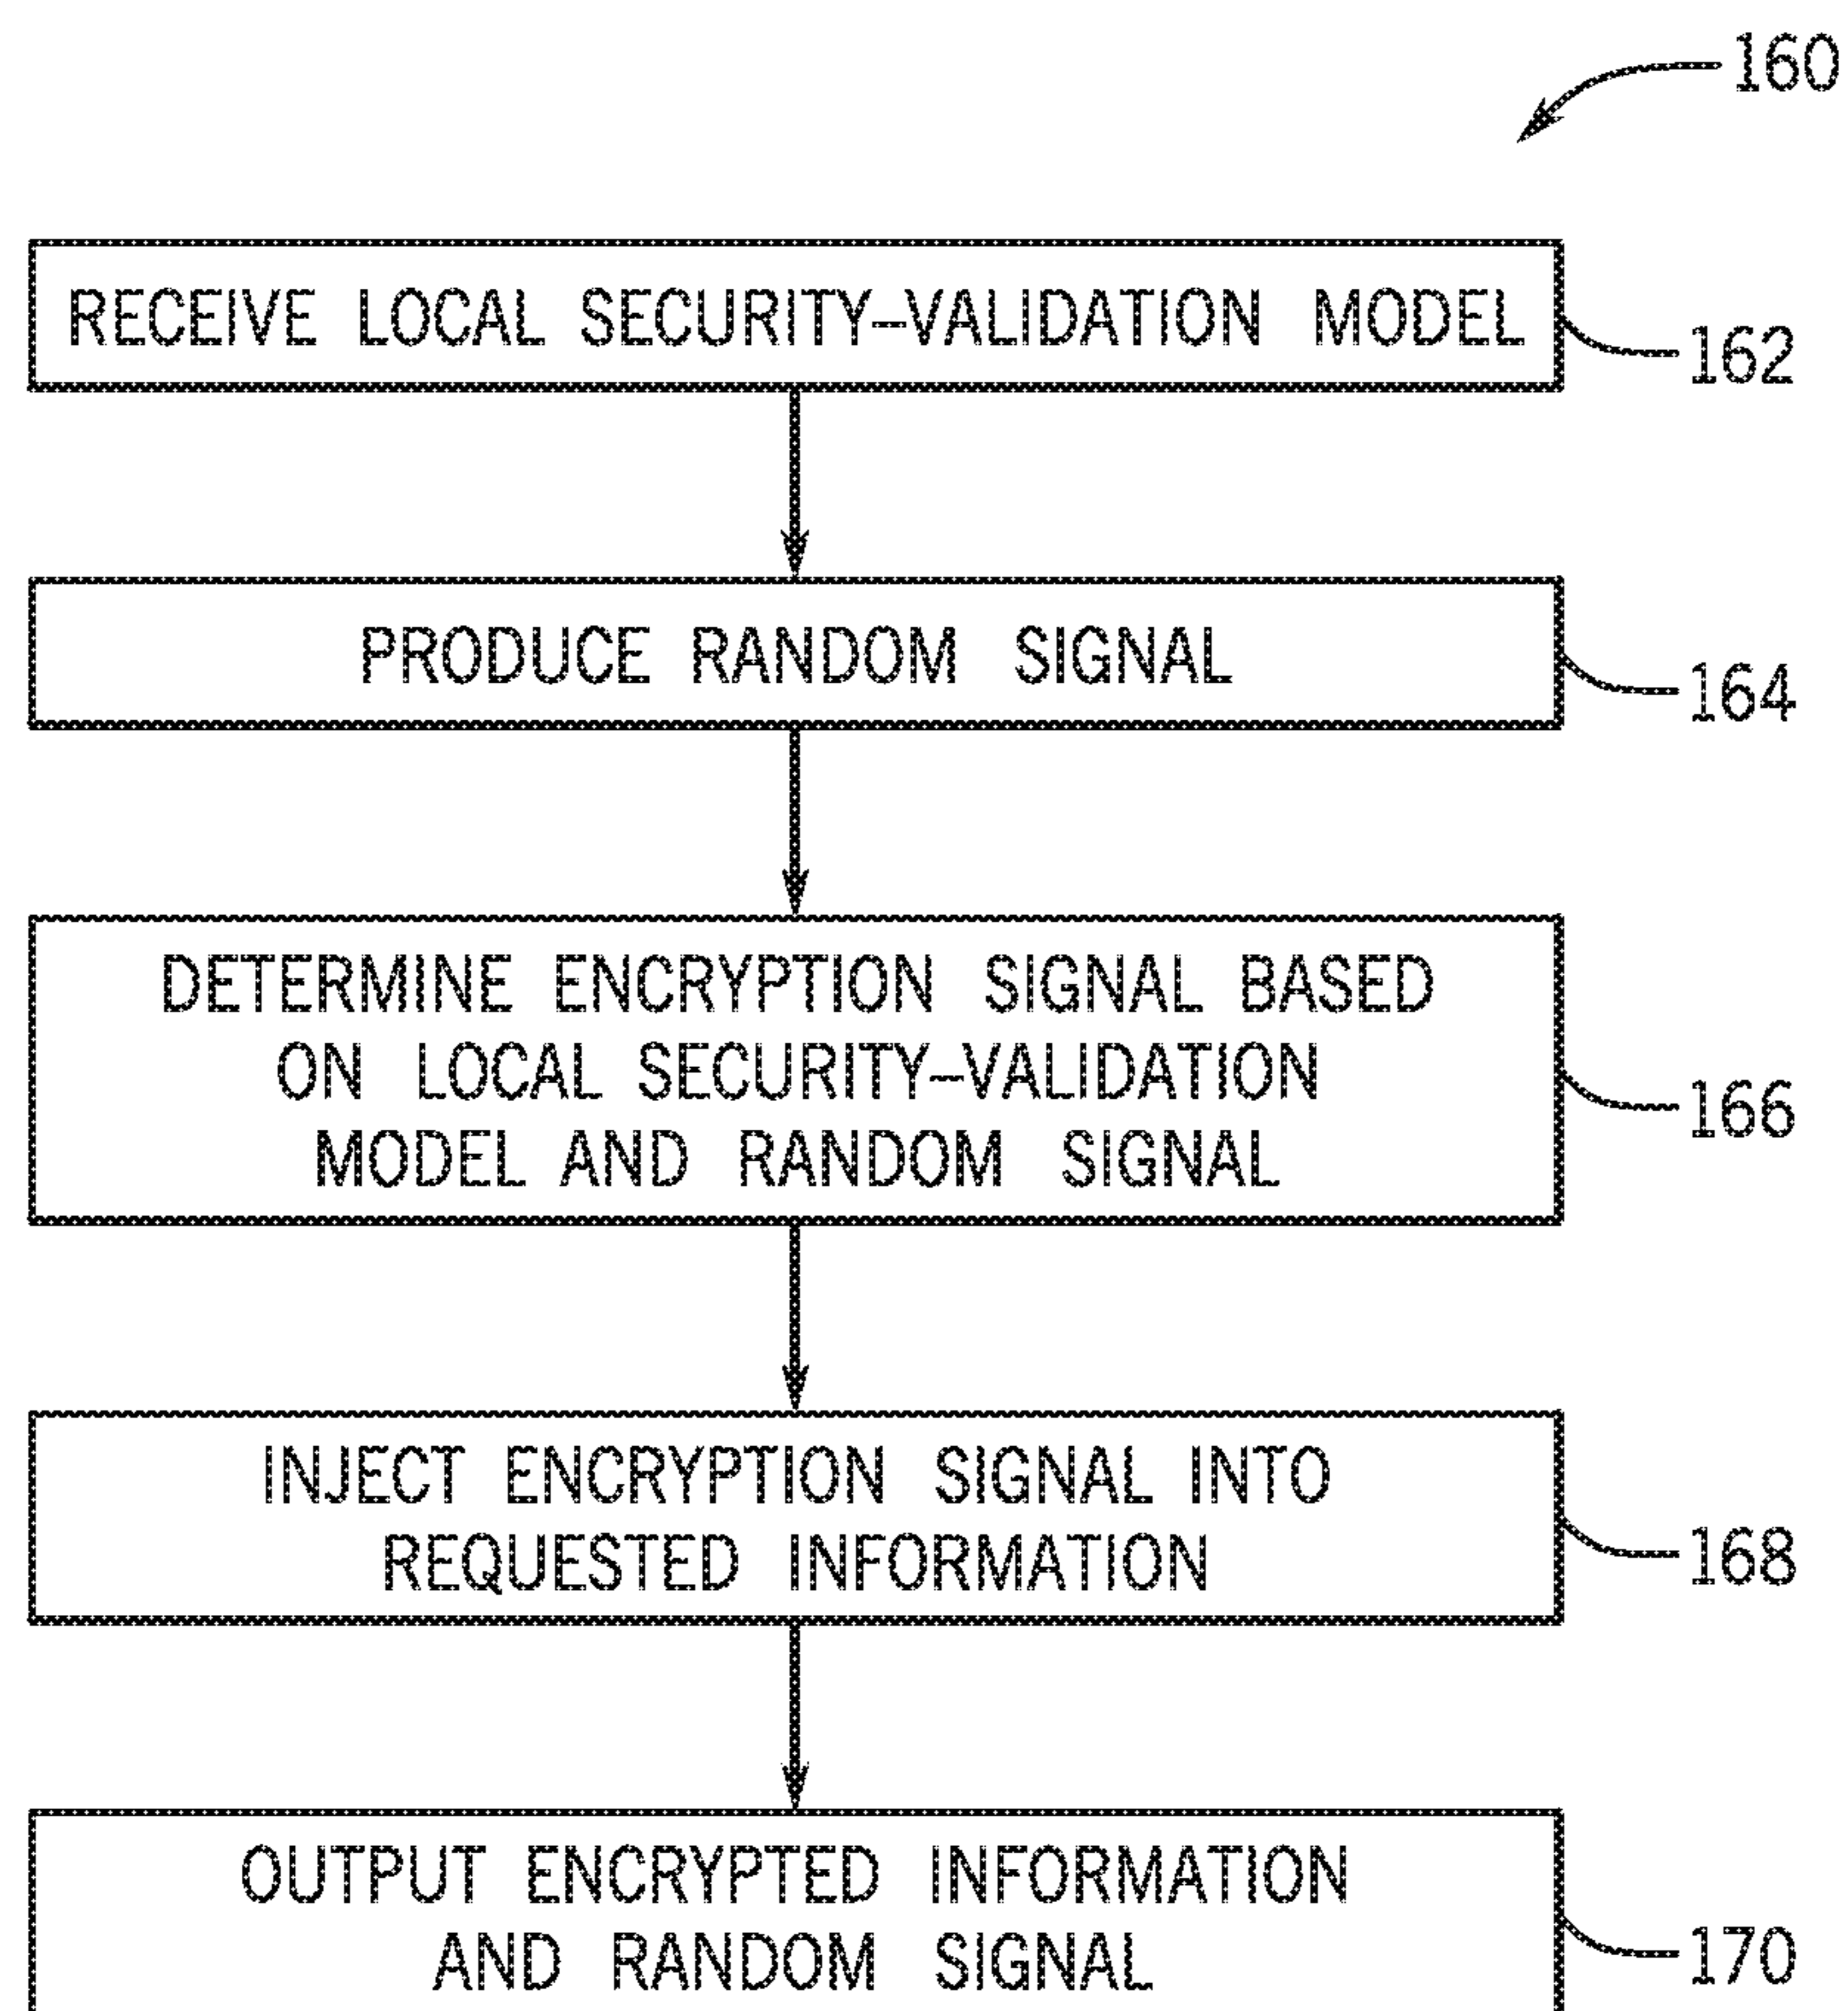 160
RECEIVE LOCAL SECURITY-VALIDATION MODEL
162
PRODUCE RANDOM SIGNAL
164
DETERMINE ENCRYPTION SIGNAL BASED
ON LOCAL SECURITY-VALIDATION
MODEL AND RANDOM SIGNAL
166
INJECT ENCRYPTION SIGNAL INTO
REQUESTED INFORMATION
168
OUTPUT ENCRYPTED INFORMATION
AND RANDOM SIGNAL
170